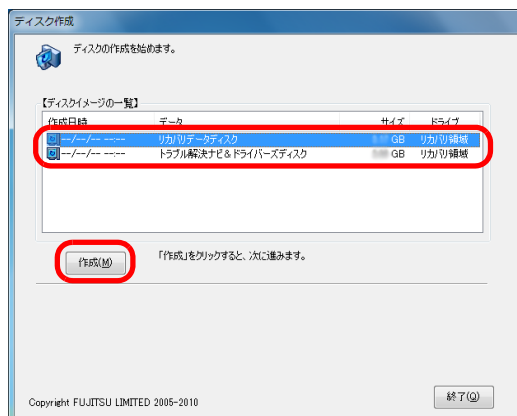 ディスク作成
ディスクの作成を始めます。
【ディスクイメージの一覧】
作成日時 データ サイズ ドライブ
--/--/-- --:-- リカバリデータディスク GB リカバリ領域
--/--/-- --:-- トラブル解決ナビ&ドライバーズディスク GB リカバリ領域
作成(M) 「作成」をクリックすると、次に進みます。
Copyright FUJITSU LIMITED 2005-2010 終了(Q)